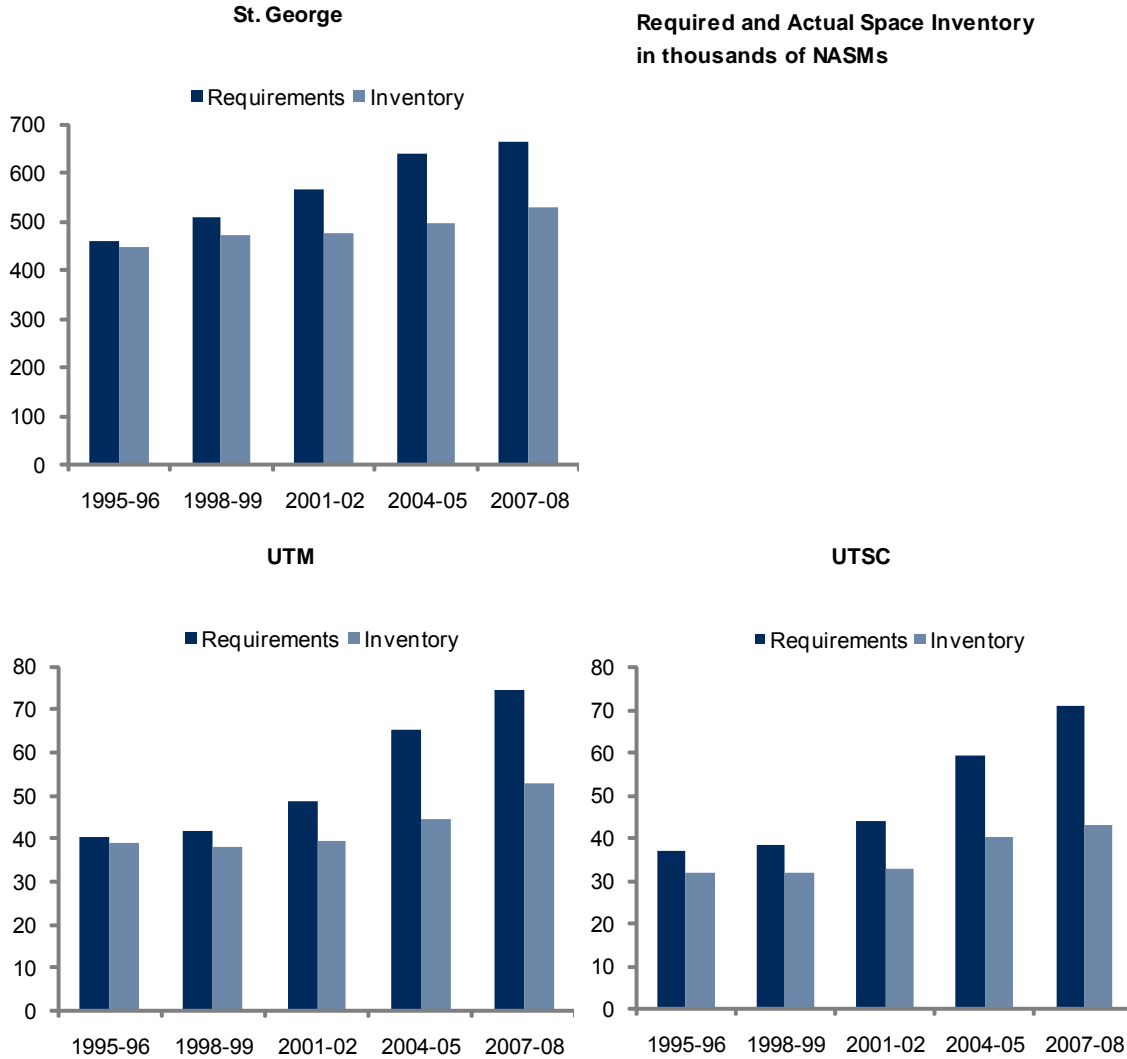 St. George
Required and Actual Space Inventory
in thousands of NASMs
Requirements Inventory
700
600
500
400
300
200
100
0
1995-96 1998-99 2001-02 2004-05 2007-08
UTM
Requirements Inventory
80
70
60
50
40
30
20
10
0
1995-96 1998-99 2001-02 2004-05 2007-08
UTSC
Requirements Inventory
80
70
60
50
40
30
20
10
0
1995-96 1998-99 2001-02 2004-05 2007-08